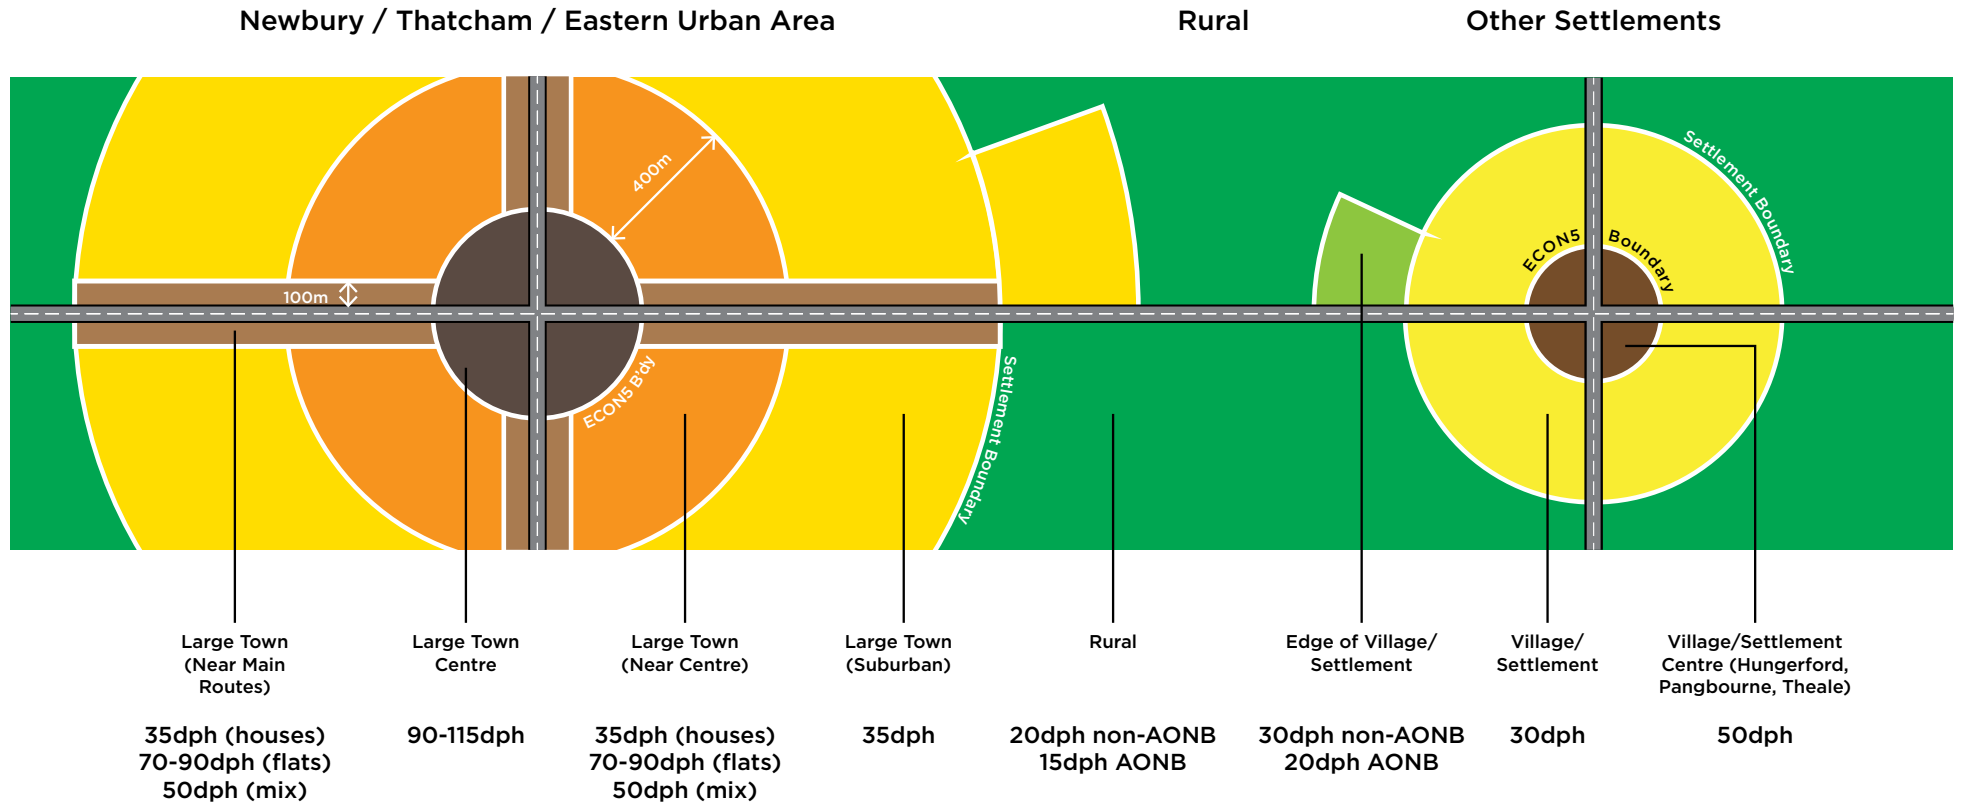 Newbury / Thatcham / Eastern Urban Area
Rural
Other Settlements
400m
100m
ECON5 B'dy
Settlement Boundary
ECON5 Boundary
Settlement Boundary
Large Town
(Near Main
Routes)
35dph (houses)
70-90dph (flats)
50dph (mix)
Large Town
Centre
90-115dph
Large Town
(Near Centre)
35dph (houses)
70-90dph (flats)
50dph (mix)
Large Town
(Suburban)
35dph
Rural
20dph non-AONB
15dph AONB
Edge of Village/
Settlement
30dph non-AONB
20dph AONB
Village/
Settlement
30dph
Village/Settlement
Centre (Hungerford,
Pangbourne, Theale)
50dph